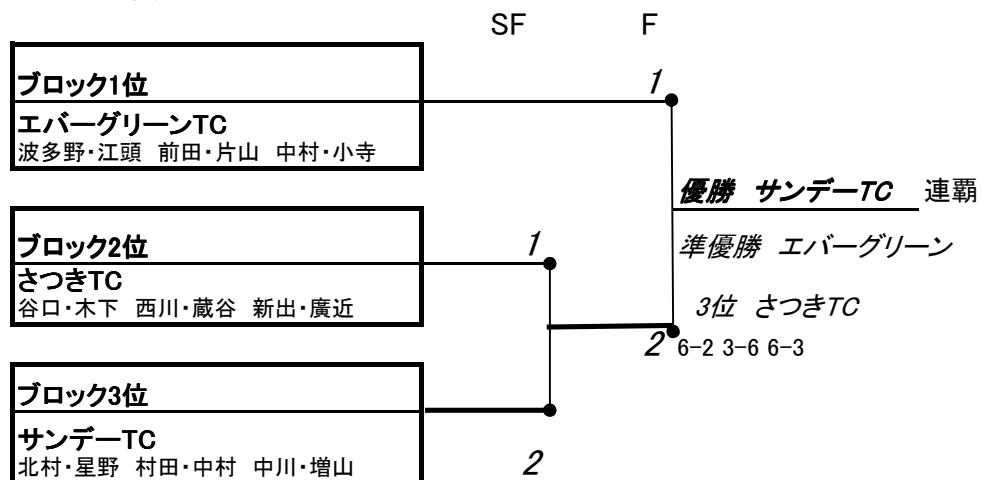 SF F
ブロック1位
エバーグリーンTC
波多野・江頭 前田・片山 中村・小寺
1
優勝 サンデーTC 連覇
準優勝 エバーグリーン
3位 さつきTC
ブロック2位
さつきTC
谷口・木下 西川・蔵谷 新出・廣近
1
2 6-2 3-6 6-3
ブロック3位
サンデーTC
北村・星野 村田・中村 中川・増山
2